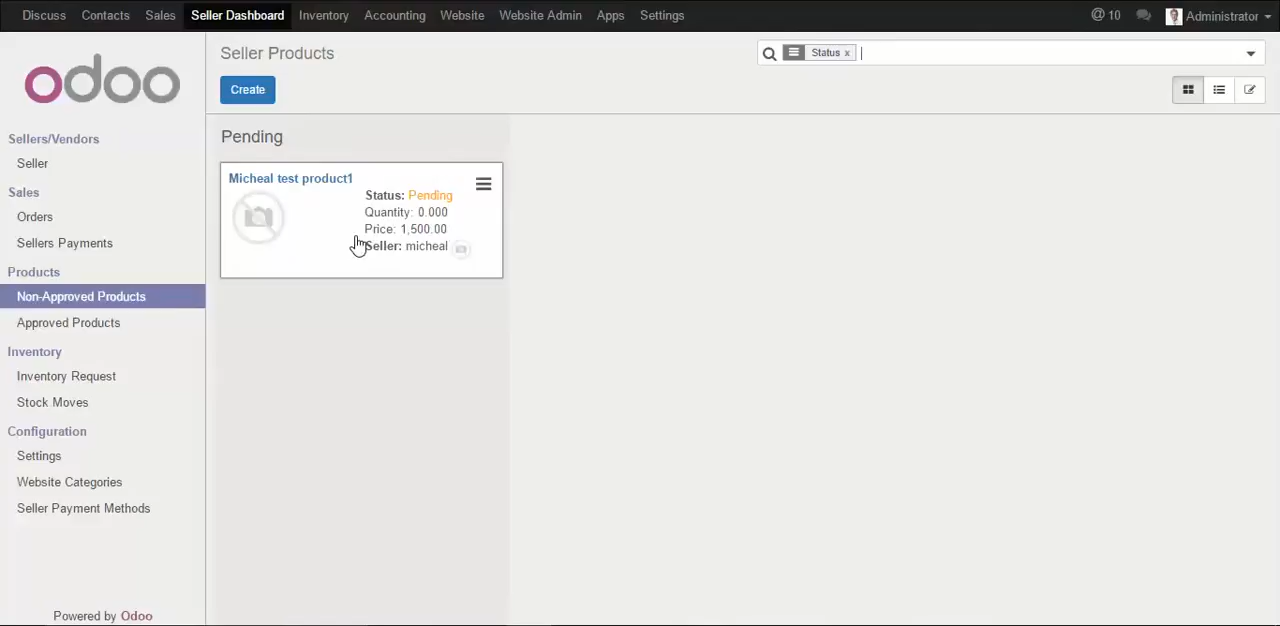 Discuss Contacts Sales Seller Dashboard Inventory Accounting Website Website Admin Apps Settings @ 10 Administrator
odoo
Seller Products
Status x
Create
Sellers/Vendors
Seller
Sales
Orders
Sellers Payments
Products
Non-Approved Products
Approved Products
Inventory
Inventory Request
Stock Moves
Configuration
Settings
Website Categories
Seller Payment Methods
Powered by Odoo
Pending
Micheal test product1
Status: Pending
Quantity: 0.000
Price: 1,500.00
Seller: micheal